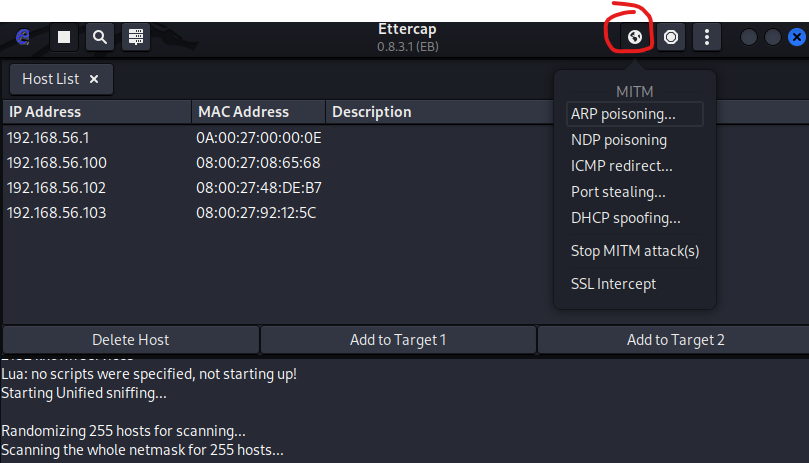 Ettercap
0.8.3.1 (EB)
Host List ×
MITM
IP Address MAC Address Description
ARP poisoning...
192.168.56.1 0A:00:27:00:00:0E
NDP poisoning
192.168.56.100 08:00:27:08:65:68
ICMP redirect...
192.168.56.102 08:00:27:48:DE:B7
Port stealing...
192.168.56.103 08:00:27:92:12:5C
DHCP spoofing...
Stop MITM attack(s)
SSL Intercept
Delete Host Add to Target 1 Add to Target 2
Lua: no scripts were specified, not starting up!
Starting Unified sniffing...
Randomizing 255 hosts for scanning...
Scanning the whole netmask for 255 hosts...